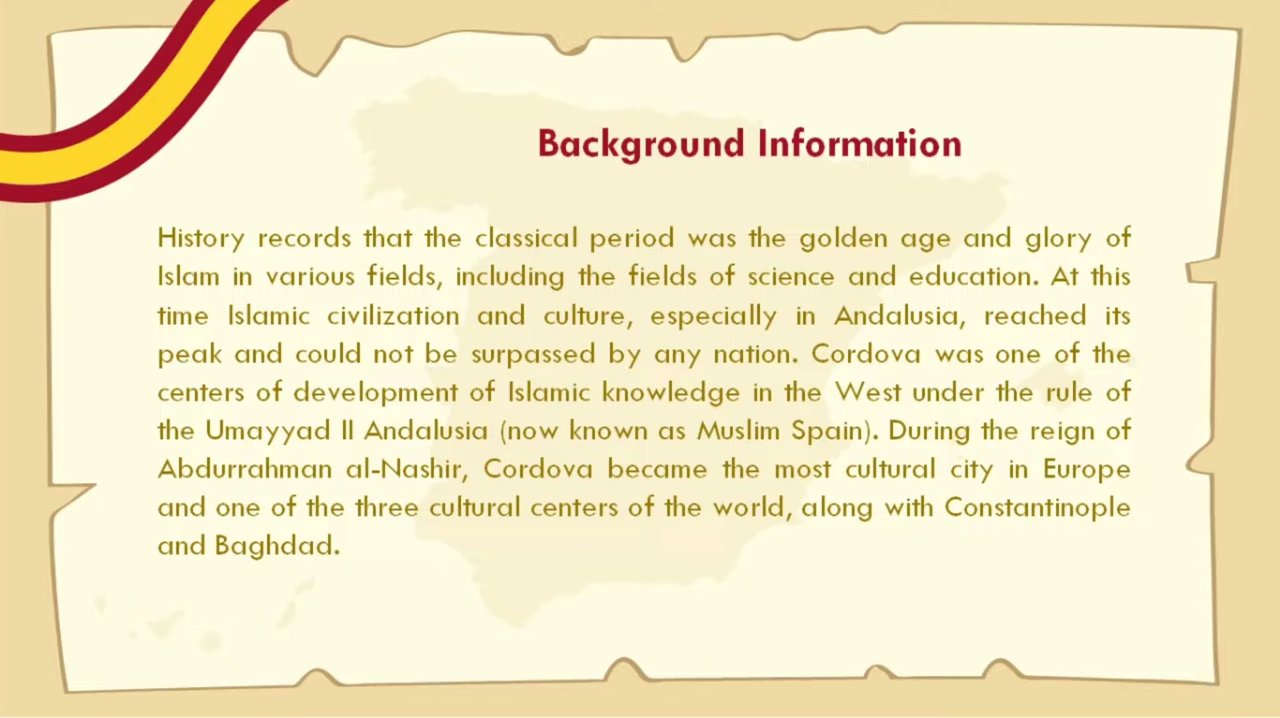 Background Information
History records that the classical period was the golden age and glory of
Islam in various fields, including the fields of science and education. At this
time Islamic civilization and culture, especially in Andalusia, reached its
peak and could not be surpassed by any nation. Cordova was one of the
centers of development of Islamic knowledge in the West under the rule of
the Umayyad II Andalusia (now known as Muslim Spain). During the reign of
Abdurrahman al-Nashir, Cordova became the most cultural city in Europe
and one of the three cultural centers of the world, along with Constantinople
and Baghdad.